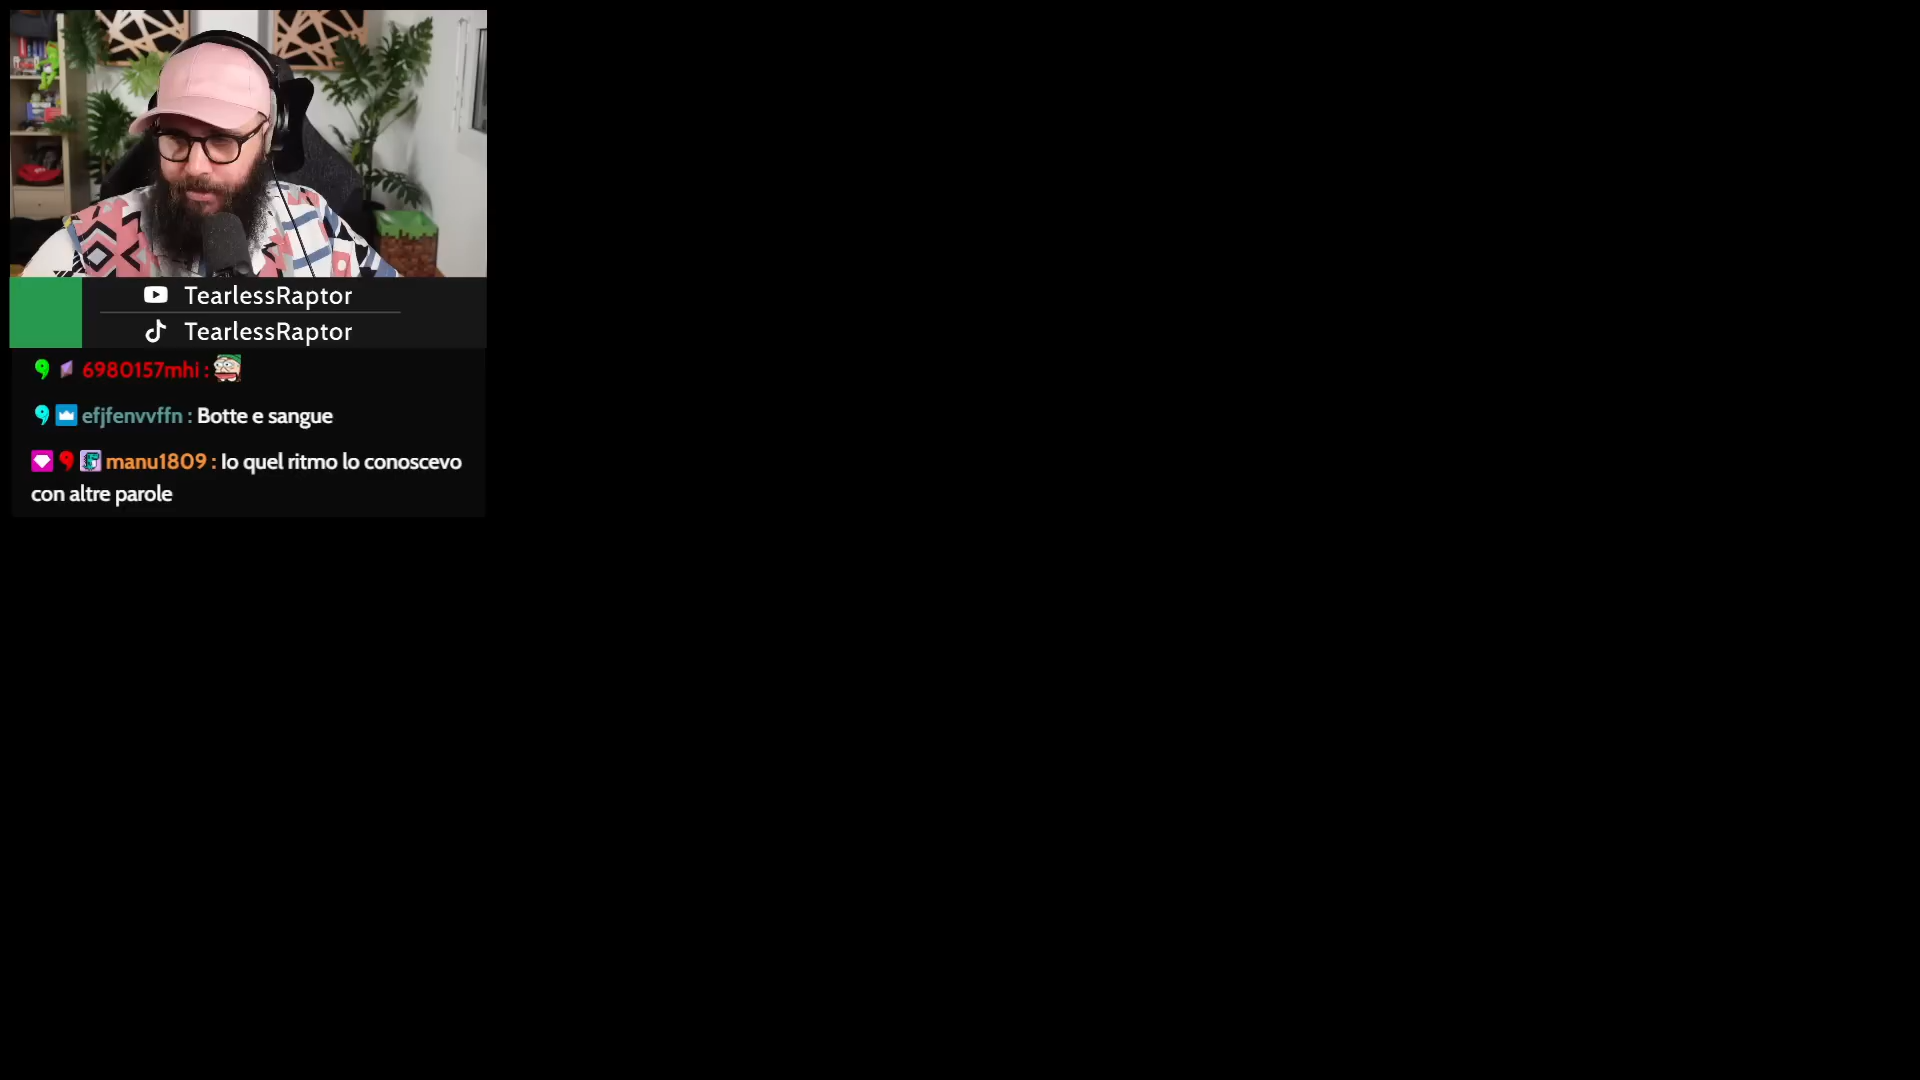 TearlessRaptor
TearlessRaptor
6980157mhi :
efjfenvvffn : Botte e sangue
manu1809 : Io quel ritmo lo conoscevo
con altre parole